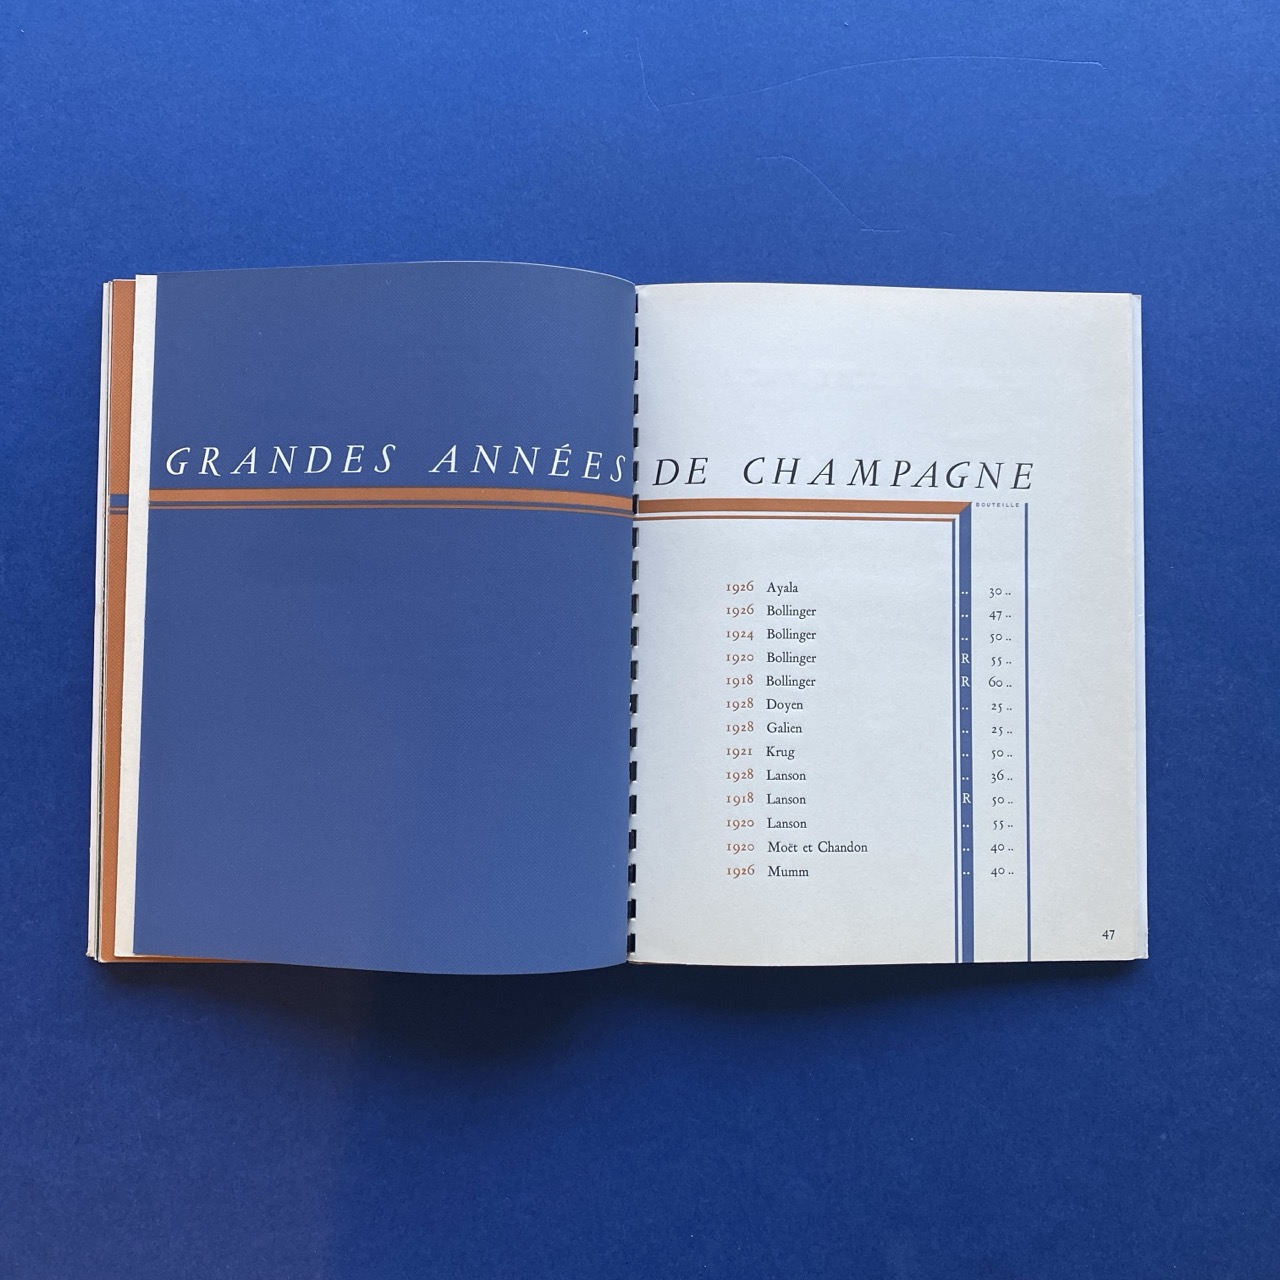 GRANDES ANNÉES DE CHAMPAGNE
BOUTEILLE
1926 Ayala .. 30 ..
1926 Bollinger .. 47 ..
1924 Bollinger .. 50 ..
1920 Bollinger R 55 ..
1918 Bollinger R 60 ..
1928 Doyen .. 25 ..
1928 Galien .. 25 ..
1921 Krug .. 50 ..
1928 Lanson .. 36 ..
1918 Lanson R 50 ..
1920 Lanson .. 55 ..
1920 Moët et Chandon .. 40 ..
1926 Mumm .. 40 ..
47